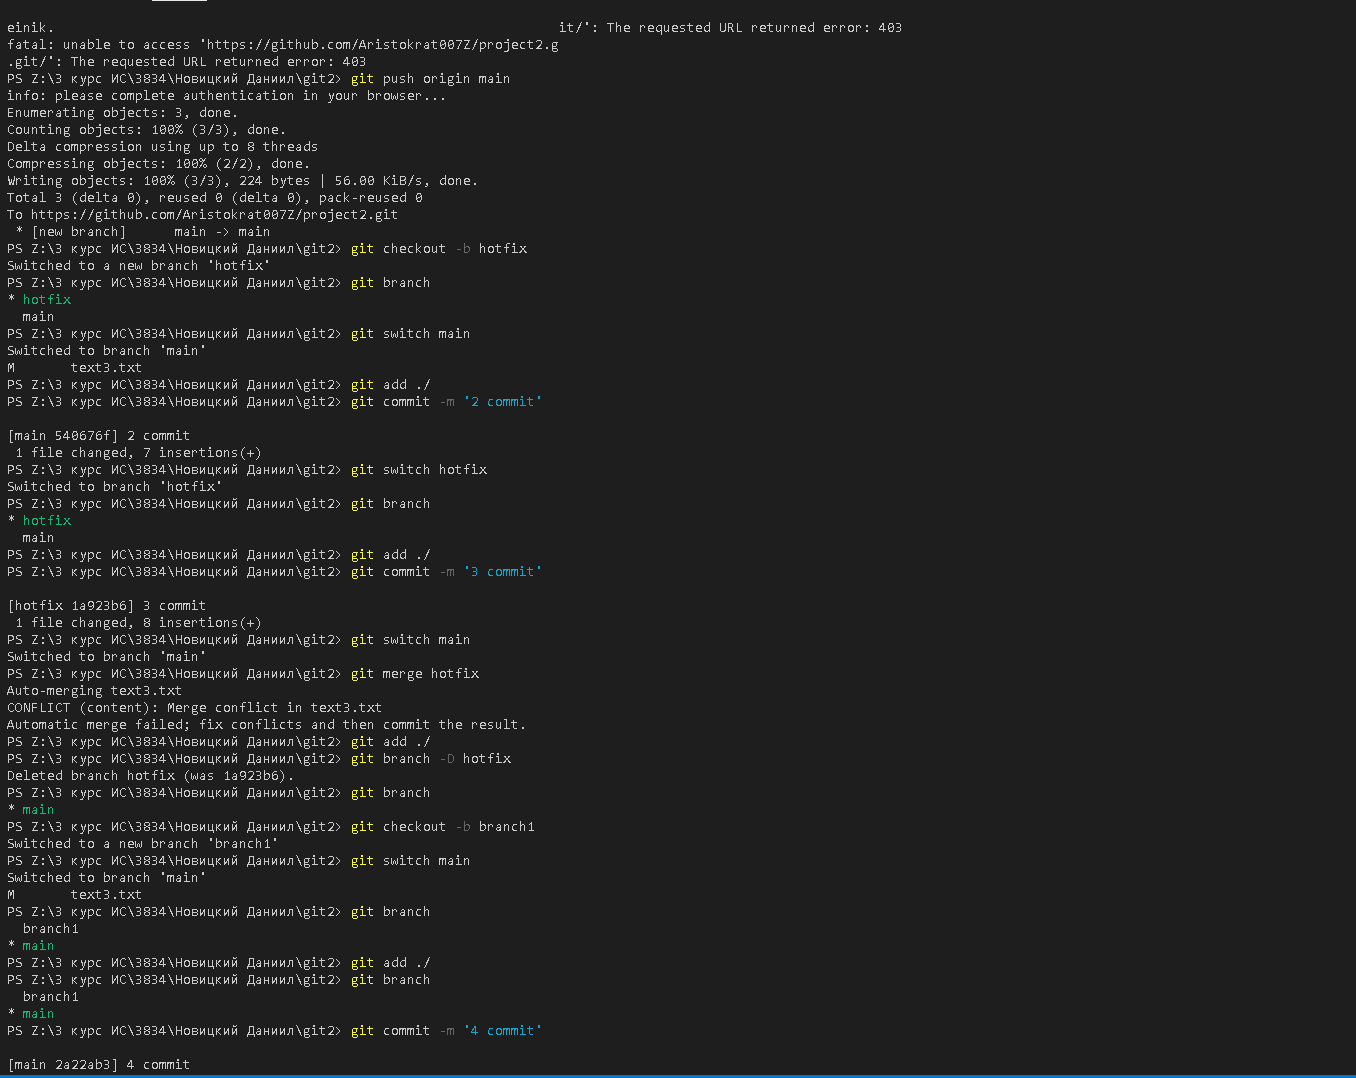 einik. it/': The requested URL returned error: 403
fatal: unable to access 'https://github.com/Aristokrat007Z/project2.g
.git/': The requested URL returned error: 403
PS Z:\3 курс ИС\3834\Новицкий Даниил\git2> git push origin main
info: please complete authentication in your browser...
Enumerating objects: 3, done.
Counting objects: 100% (3/3), done.
Delta compression using up to 8 threads
Compressing objects: 100% (2/2), done.
Writing objects: 100% (3/3), 224 bytes | 56.00 KiB/s, done.
Total 3 (delta 0), reused 0 (delta 0), pack-reused 0
To https://github.com/Aristokrat007Z/project2.git
 * [new branch]      main -> main
PS Z:\3 курс ИС\3834\Новицкий Даниил\git2> git checkout -b hotfix
Switched to a new branch 'hotfix'
PS Z:\3 курс ИС\3834\Новицкий Даниил\git2> git branch
* hotfix
  main
PS Z:\3 курс ИС\3834\Новицкий Даниил\git2> git switch main
Switched to branch 'main'
M       text3.txt
PS Z:\3 курс ИС\3834\Новицкий Даниил\git2> git add ./
PS Z:\3 курс ИС\3834\Новицкий Даниил\git2> git commit -m '2 commit'
[main 540676f] 2 commit
 1 file changed, 7 insertions(+)
PS Z:\3 курс ИС\3834\Новицкий Даниил\git2> git switch hotfix
Switched to branch 'hotfix'
PS Z:\3 курс ИС\3834\Новицкий Даниил\git2> git branch
* hotfix
  main
PS Z:\3 курс ИС\3834\Новицкий Даниил\git2> git add ./
PS Z:\3 курс ИС\3834\Новицкий Даниил\git2> git commit -m '3 commit'
[hotfix 1a923b6] 3 commit
 1 file changed, 8 insertions(+)
PS Z:\3 курс ИС\3834\Новицкий Даниил\git2> git switch main
Switched to branch 'main'
PS Z:\3 курс ИС\3834\Новицкий Даниил\git2> git merge hotfix
Auto-merging text3.txt
CONFLICT (content): Merge conflict in text3.txt
Automatic merge failed; fix conflicts and then commit the result.
PS Z:\3 курс ИС\3834\Новицкий Даниил\git2> git add ./
PS Z:\3 курс ИС\3834\Новицкий Даниил\git2> git branch -D hotfix
Deleted branch hotfix (was 1a923b6).
PS Z:\3 курс ИС\3834\Новицкий Даниил\git2> git branch
* main
PS Z:\3 курс ИС\3834\Новицкий Даниил\git2> git checkout -b branch1
Switched to a new branch 'branch1'
PS Z:\3 курс ИС\3834\Новицкий Даниил\git2> git switch main
Switched to branch 'main'
M       text3.txt
PS Z:\3 курс ИС\3834\Новицкий Даниил\git2> git branch
  branch1
* main
PS Z:\3 курс ИС\3834\Новицкий Даниил\git2> git add ./
PS Z:\3 курс ИС\3834\Новицкий Даниил\git2> git branch
  branch1
* main
PS Z:\3 курс ИС\3834\Новицкий Даниил\git2> git commit -m '4 commit'
[main 2a22ab3] 4 commit